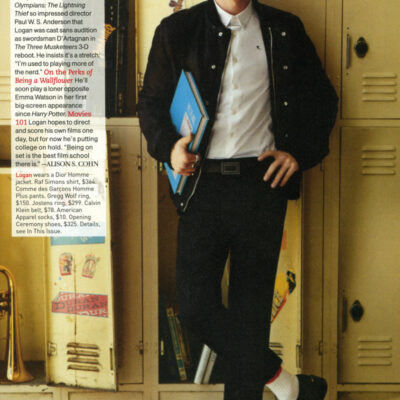 Olympians: The Lightning
Thief so impressed director
Paul W. S. Anderson that
Logan was cast sans audition
as swordsman D'Artagnan in
The Three Musketeers 3-D
reboot. He insists it's a stretch.
"I'm used to playing more of
the nerd." On the Perks of
Being a Wallflower He'll
soon play a loner opposite
Emma Watson in her first
big-screen appearance
since Harry Potter. Movies
101 Logan hopes to direct
and score his own films one
day, but for now he's putting
college on hold. "Being on
set is the best film school
there is." —ALISON S. COHN
Logan wears a Dior Homme
jacket. Raf Simons shirt, $364.
Comme des Garçons Homme
Plus pants. Gregg Wolf ring,
$150. Jostens ring, $299. Calvin
Klein belt, $78. American
Apparel socks, $10. Opening
Ceremony shoes, $325. Details,
see In This Issue.